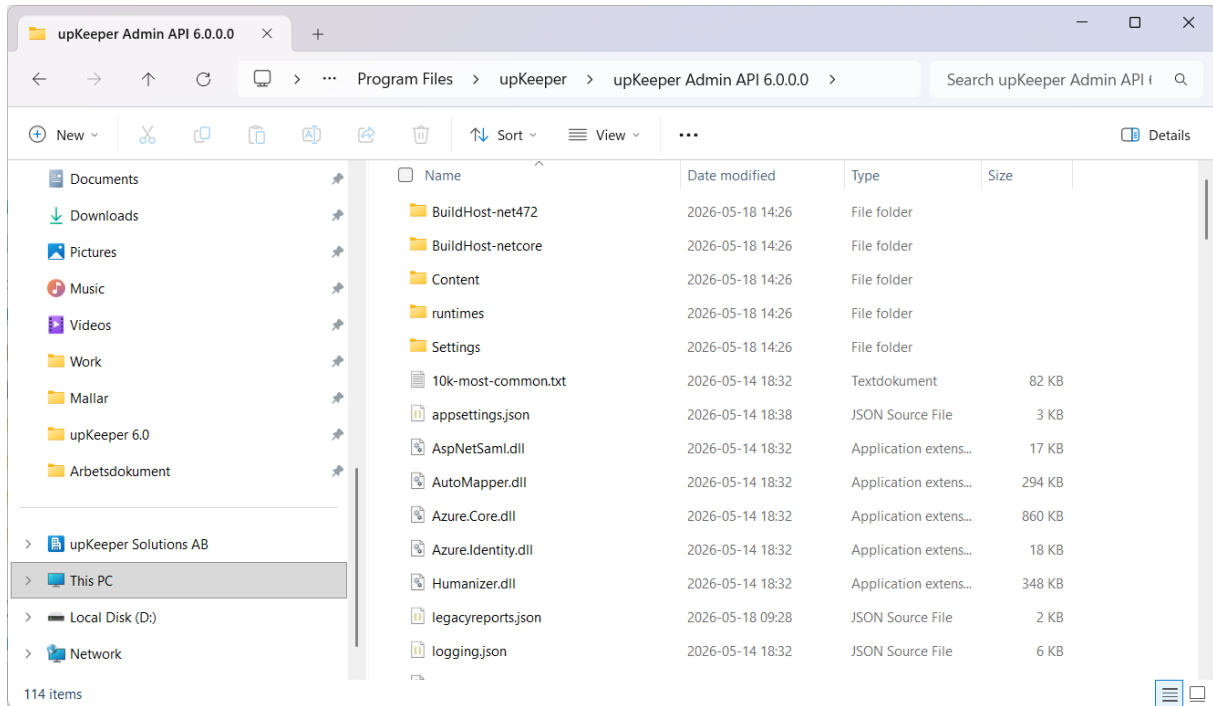 upKeeper Admin API 6.0.0.0
Program Files > upKeeper > upKeeper Admin API 6.0.0.0 >
Search upKeeper Admin API
New
Sort
View
Details
Documents
Downloads
Pictures
Music
Videos
Work
Mallar
upKeeper 6.0
Arbetsdokument
upKeeper Solutions AB
This PC
Local Disk (D:)
Network
Name Date modified Type Size
BuildHost-net472 2026-05-18 14:26 File folder
BuildHost-netcore 2026-05-18 14:26 File folder
Content 2026-05-18 14:26 File folder
runtimes 2026-05-18 14:26 File folder
Settings 2026-05-18 14:26 File folder
10k-most-common.txt 2026-05-14 18:32 Textdokument 82 KB
appsettings.json 2026-05-14 18:38 JSON Source File 3 KB
AspNetSaml.dll 2026-05-14 18:32 Application extens... 17 KB
AutoMapper.dll 2026-05-14 18:32 Application extens... 294 KB
Azure.Core.dll 2026-05-14 18:32 Application extens... 860 KB
Azure.Identity.dll 2026-05-14 18:32 Application extens... 18 KB
Humanizer.dll 2026-05-14 18:32 Application extens... 348 KB
legacyreports.json 2026-05-18 09:28 JSON Source File 2 KB
logging.json 2026-05-14 18:32 JSON Source File 6 KB
114 items